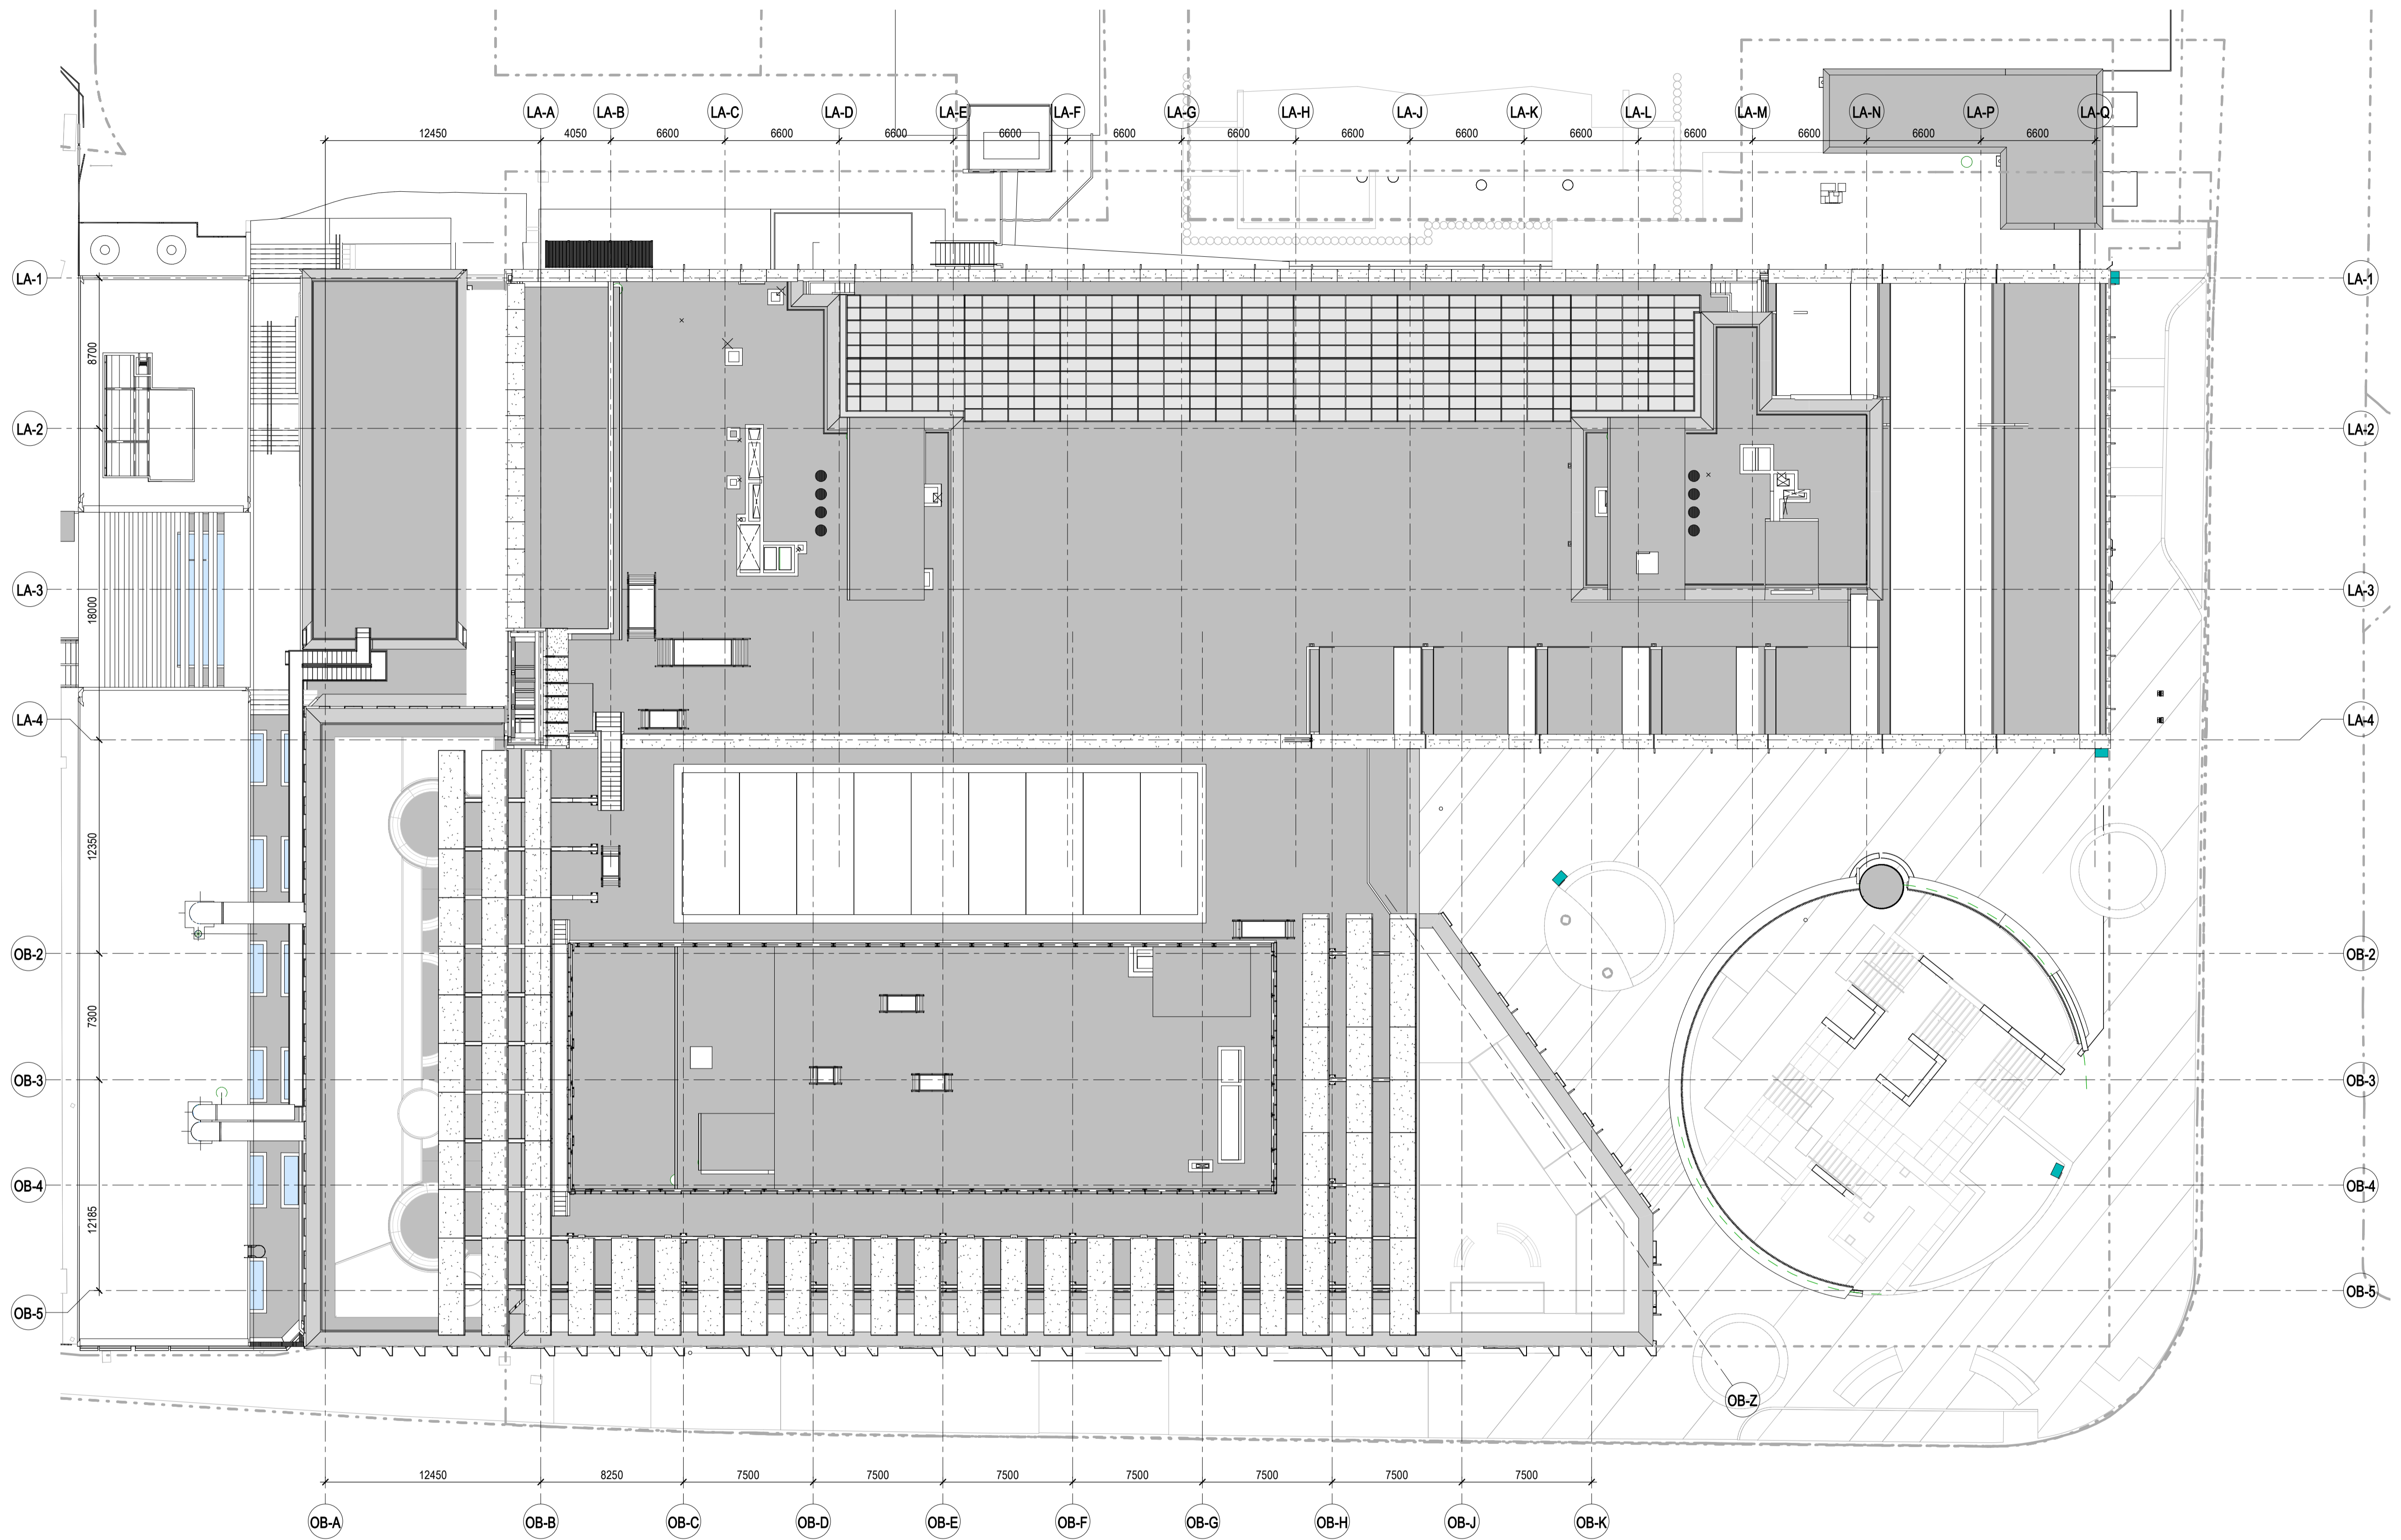 LA-A LA-B LA-C LA-D LA-E LA-F LA-G LA-H LA-J LA-K LA-L LA-M LA-N LA-P LA-Q
12450 4050 6600 6600 6600 6600 6600 6600 6600 6600 6600 6600 6600 6600 6600
LA-1 LA-1
8700
LA-2 LA-2
LA-3 LA-3
18000
LA-4 LA-4
12350
OB-2 OB-2
7300
OB-3 OB-3
OB-4 OB-4
12185
OB-5 OB-5
OB-Z
12450 8250 7500 7500 7500 7500 7500 7500 7500
OB-A OB-B OB-C OB-D OB-E OB-F OB-G OB-H OB-J OB-K